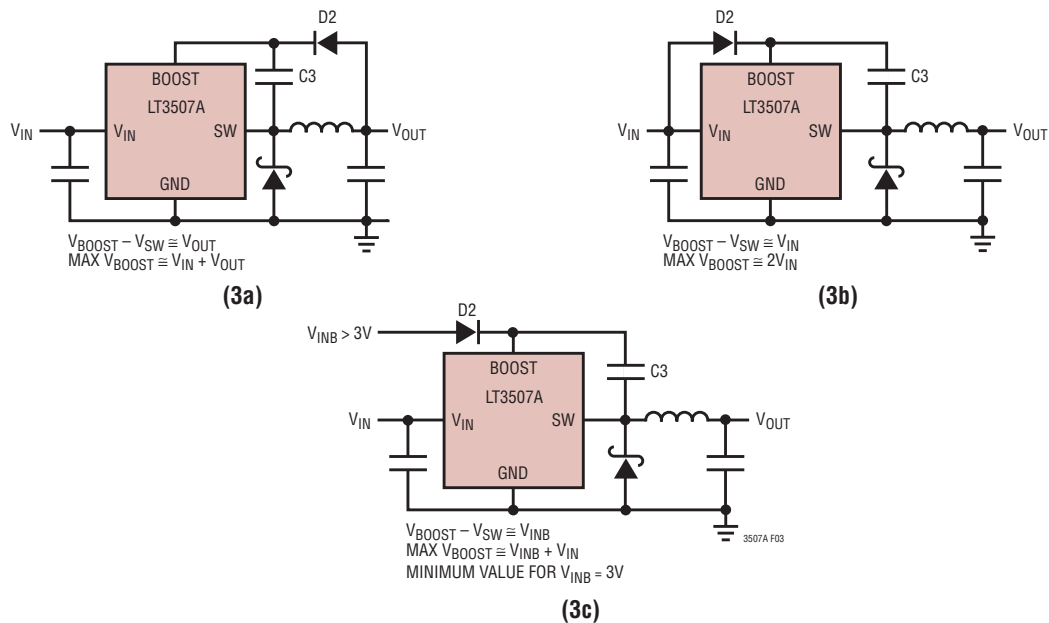 D2
C3
BOOST
LT3507A
V_IN
V_IN
SW
V_OUT
GND
V_BOOST – V_SW ≅ V_OUT
MAX V_BOOST ≅ V_IN + V_OUT
(3a)
D2
C3
BOOST
LT3507A
V_IN
V_IN
SW
V_OUT
GND
V_BOOST – V_SW ≅ V_IN
MAX V_BOOST ≅ 2V_IN
(3b)
D2
V_INB > 3V
C3
BOOST
LT3507A
V_IN
V_IN
SW
V_OUT
GND
V_BOOST – V_SW ≅ V_INB
MAX V_BOOST ≅ V_INB + V_IN
MINIMUM VALUE FOR V_INB = 3V
3507A F03
(3c)